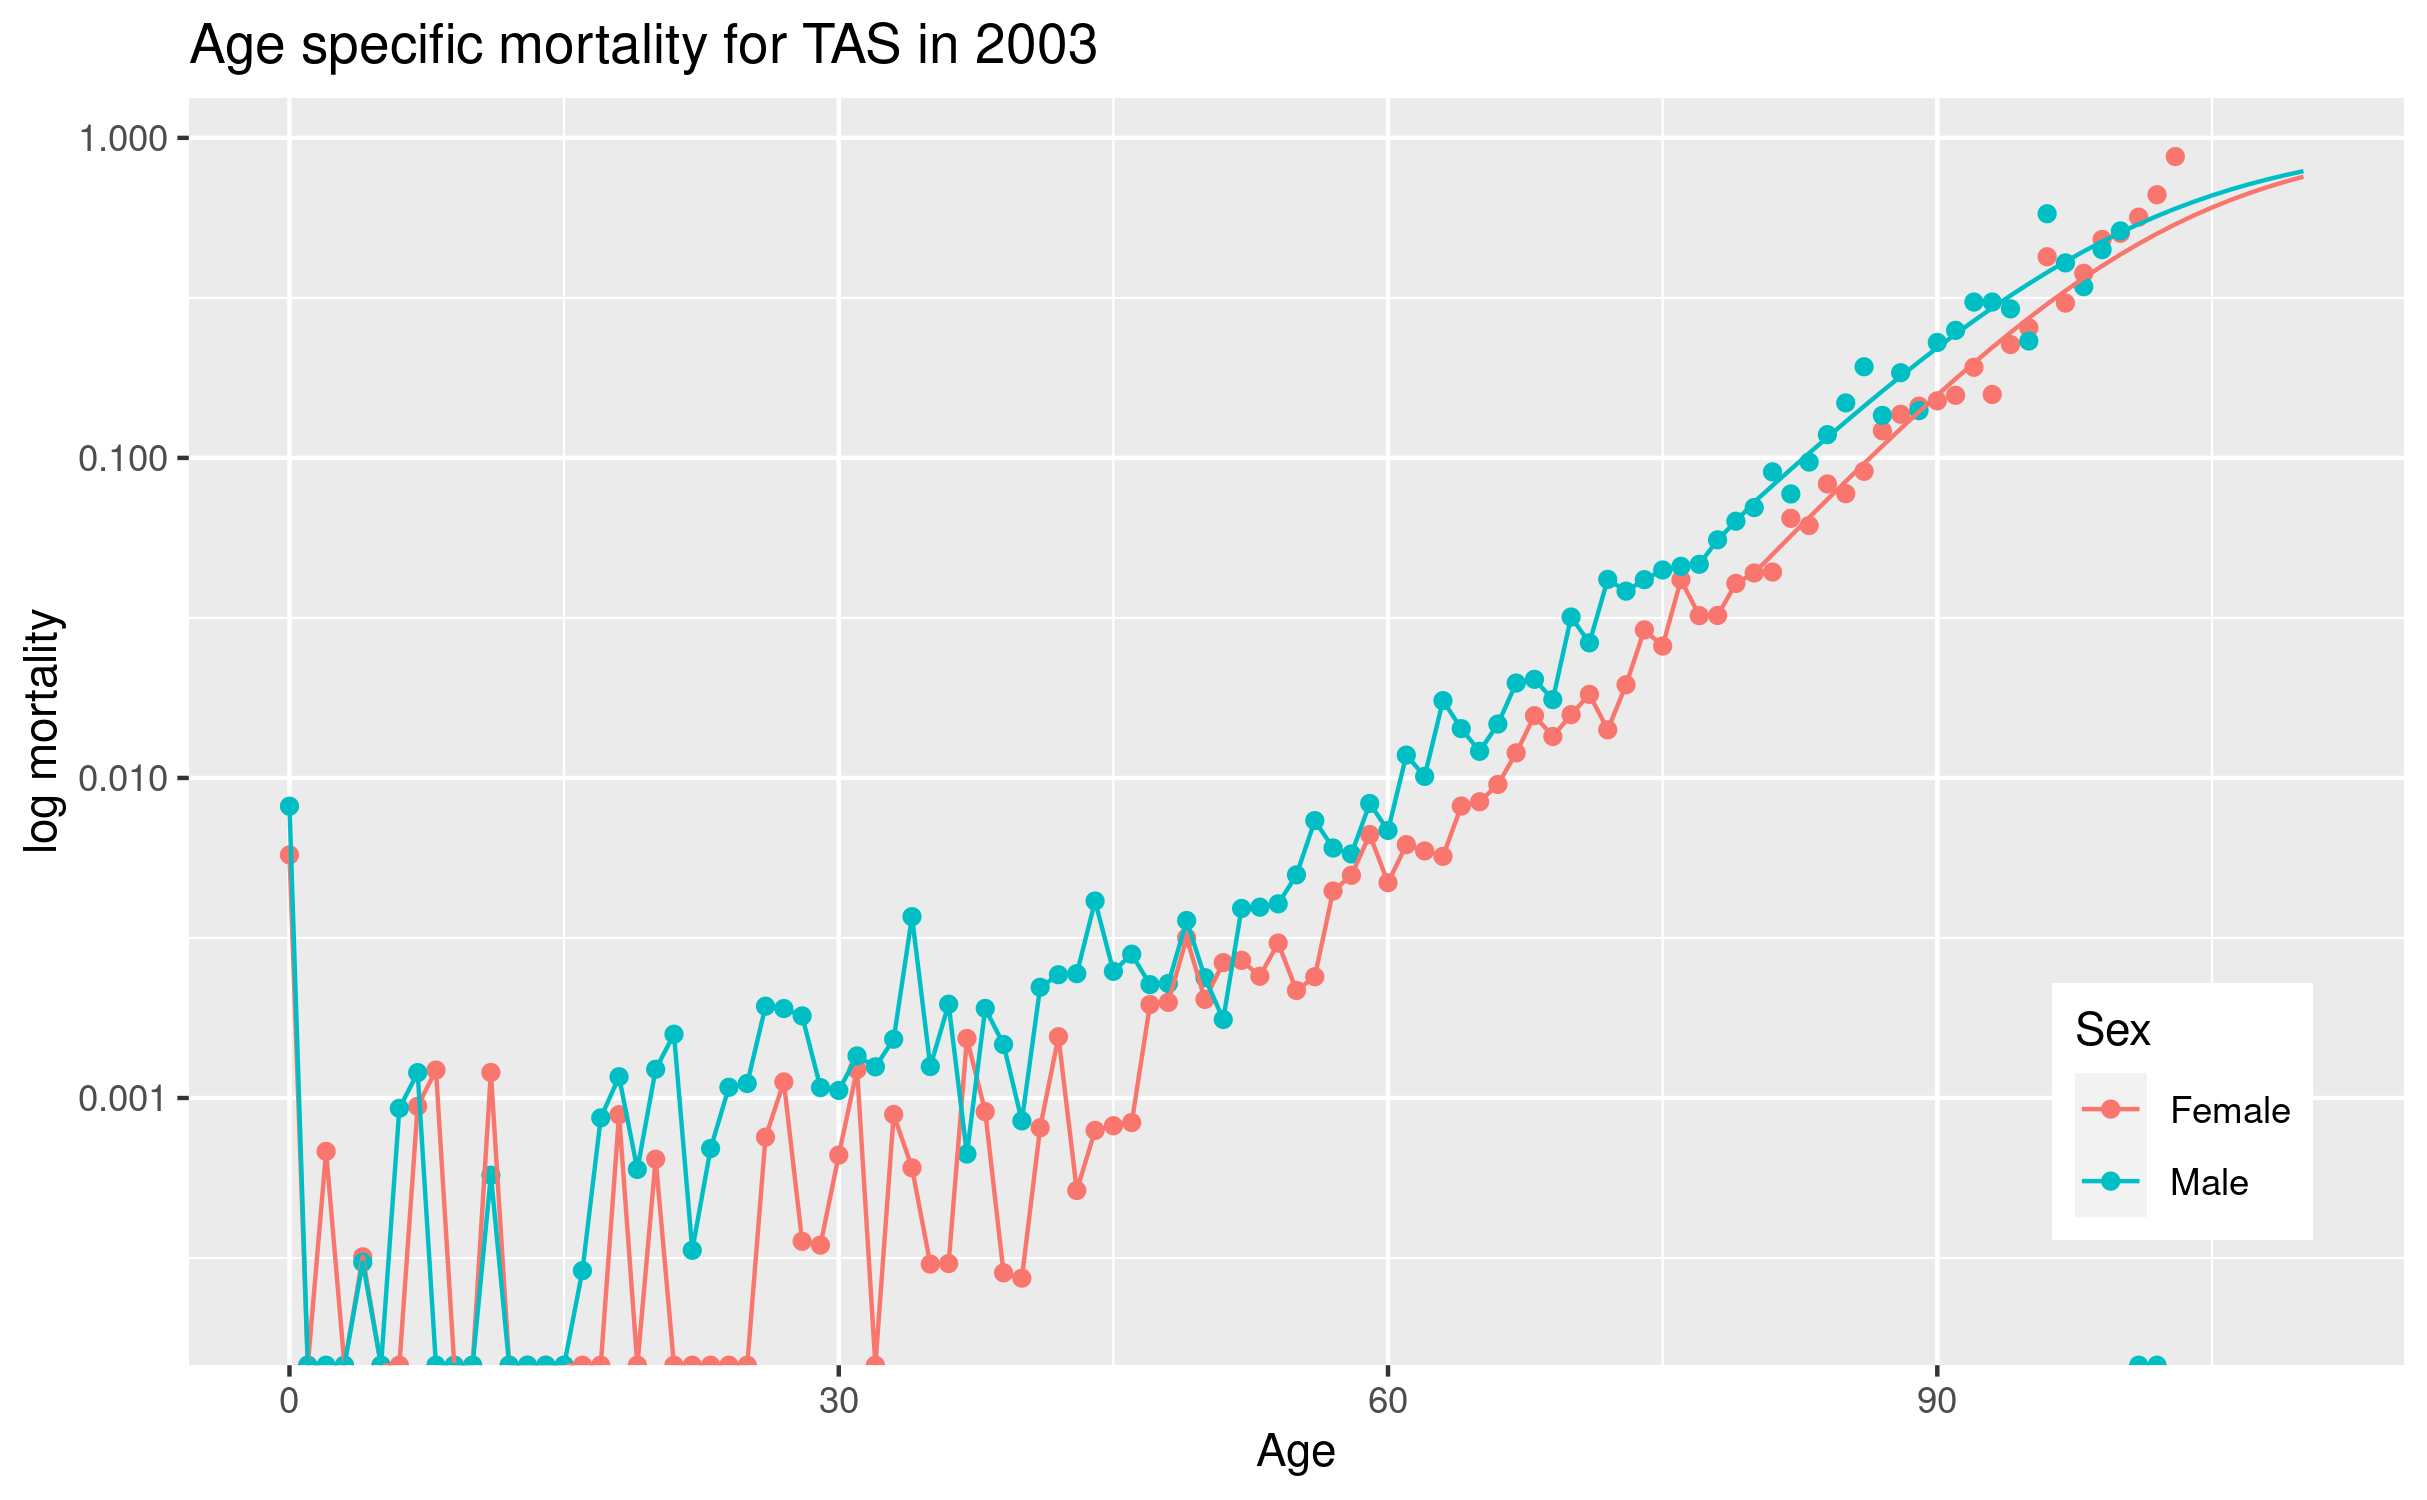 Age specific mortality for TAS in 2003
1.000
0.100
0.010
0.001
log mortality
0
30
60
90
Age
Sex
Female
Male